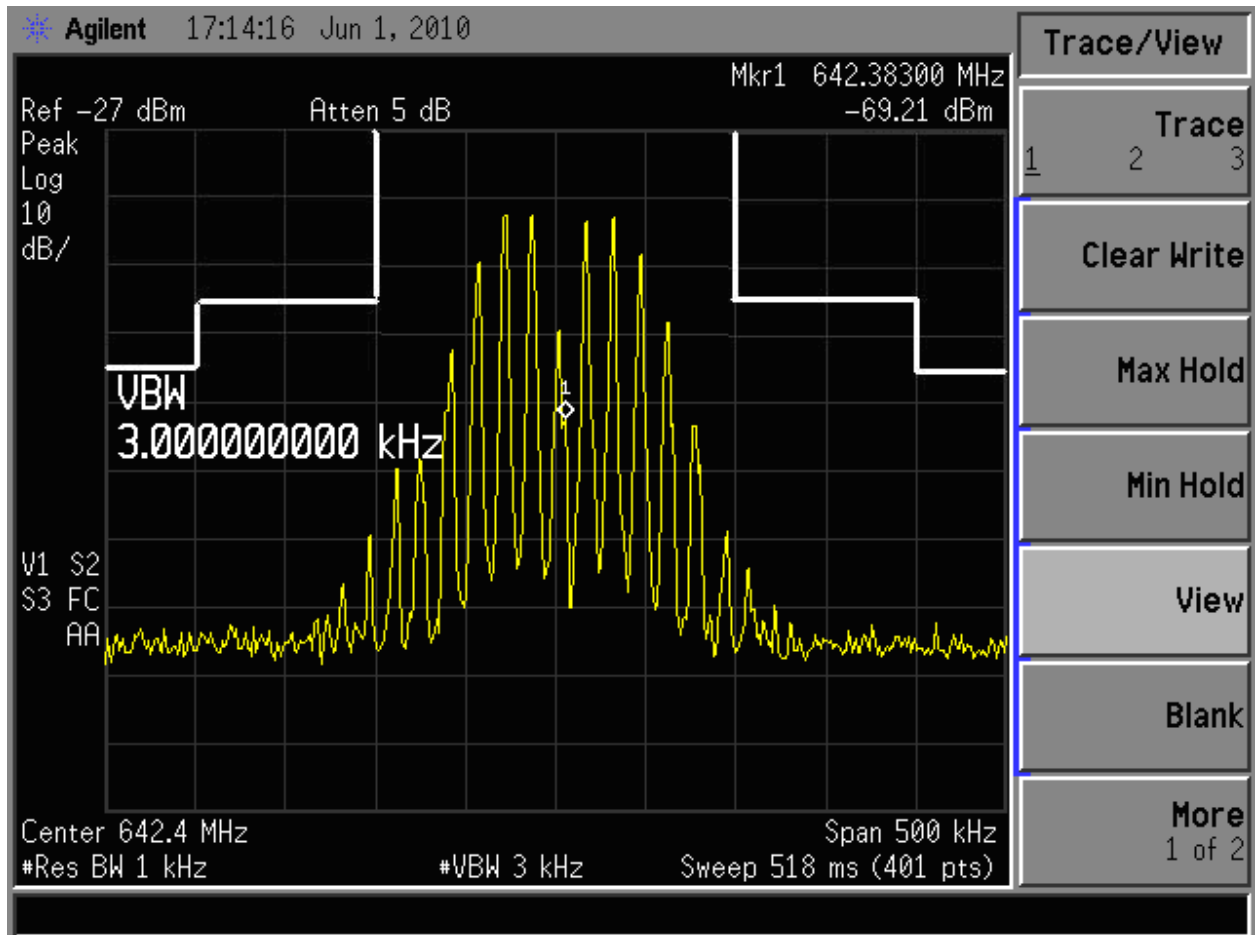 Agilent 17:14:16 Jun 1, 2010
Mkr1 642.38300 MHz
Ref -27 dBm Atten 5 dB -69.21 dBm
Peak
Log
10
dB/
1
VBW
3.000000000 kHz
V1 S2
S3 FC
AA
Center 642.4 MHz Span 500 kHz
#Res BW 1 kHz #VBW 3 kHz Sweep 518 ms (401 pts)
Trace/View
Trace
1 2 3
Clear Write
Max Hold
Min Hold
View
Blank
More
1 of 2